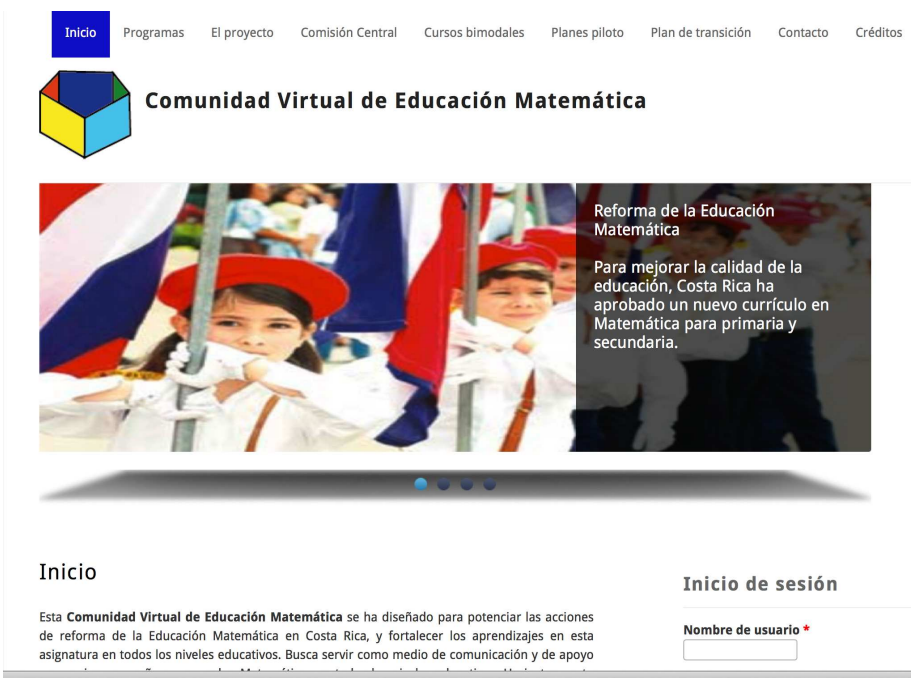 Inicio Programas El proyecto Comisión Central Cursos bimodales Planes piloto Plan de transición Contacto Créditos
Comunidad Virtual de Educación Matemática
Reforma de la Educación
Matemática
Para mejorar la calidad de la
educación, Costa Rica ha
aprobado un nuevo currículo en
Matemática para primaria y
secundaria.
Inicio
Esta Comunidad Virtual de Educación Matemática se ha diseñado para potenciar las acciones
de reforma de la Educación Matemática en Costa Rica, y fortalecer los aprendizajes en esta
asignatura en todos los niveles educativos. Busca servir como medio de comunicación y de apoyo
Inicio de sesión
Nombre de usuario *